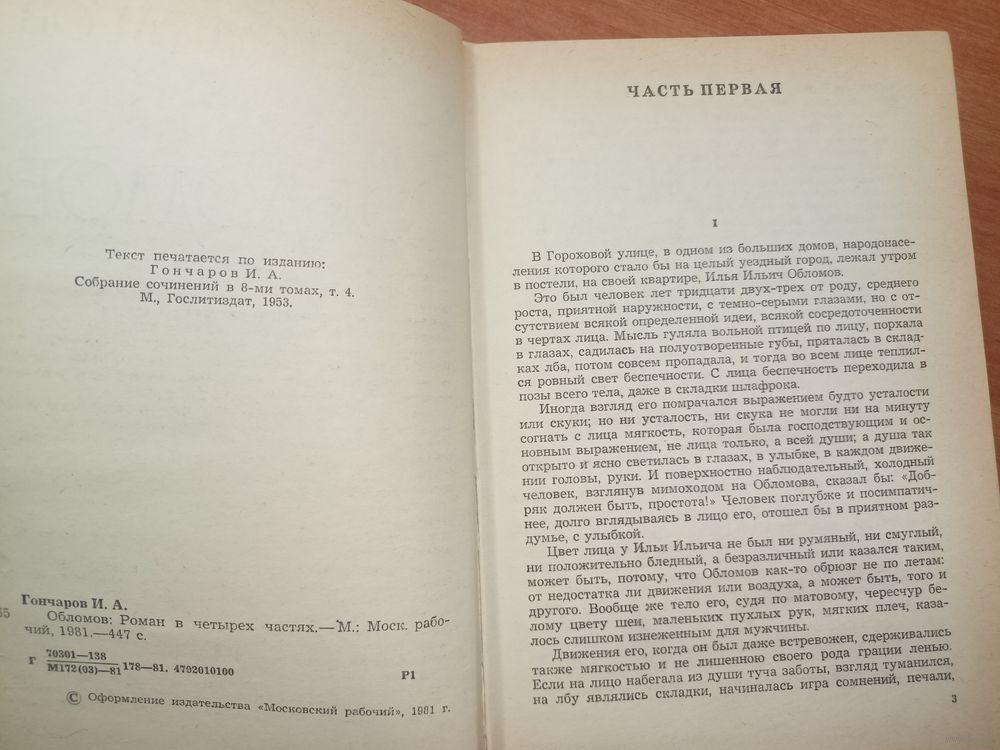 Текст печатается по изданию:
Гончаров И. А.
Собрание сочинений в 8-ми томах, т. 4.
М., Гослитиздат, 1953.
Гончаров И. А.
Обломов: Роман в четырех частях.— М.: Моск. рабо-
чий, 1981.—447 с.
Г 70301—138
М172(03)—81 178—81. 4702010100
Р1
© Оформление издательства «Московский рабочий», 1981 г.
ЧАСТЬ ПЕРВАЯ
I
В Гороховой улице, в одном из больших домов, народонасе-
ления которого стало бы на целый уездный город, лежал утром
в постели, на своей квартире, Илья Ильич Обломов.
Это был человек лет тридцати двух-трех от роду, среднего
роста, приятной наружности, с темно-серыми глазами, но с от-
сутствием всякой определенной идеи, всякой сосредоточенности
в чертах лица. Мысль гуляла вольной птицей по лицу, порхала
в глазах, садилась на полуотворенные губы, пряталась в склад-
ках лба, потом совсем пропадала, и тогда во всем лице теплил-
ся ровный свет беспечности. С лица беспечность переходила в
позы всего тела, даже в складки шлафрока.
Иногда взгляд его помрачался выражением будто усталости
или скуки; но ни усталость, ни скука не могли ни на минуту
согнать с лица мягкость, которая была господствующим и ос-
новным выражением, не лица только, а всей души; а душа так
открыто и ясно светилась в глазах, в улыбке, в каждом движе-
нии головы, руки. И поверхностно наблюдательный, холодный
человек, взглянув мимоходом на Обломова, сказал бы: «Доб-
ряк должен быть, простота!» Человек поглубже и посимпатич-
нее, долго вглядываясь в лицо его, отошел бы в приятном раз-
думье, с улыбкой.
Цвет лица у Ильи Ильича не был ни румяный, ни смуглый,
ни положительно бледный, а безразличный или казался таким,
может быть, потому, что Обломов как-то обрюзг не по летам:
от недостатка ли движения или воздуха, а может быть, того и
другого. Вообще же тело его, судя по матовому, чересчур бе-
лому цвету шеи, маленьких пухлых рук, мягких плеч, каза-
лось слишком изнеженным для мужчины.
Движения его, когда он был даже встревожен, сдерживались
также мягкостью и не лишенною своего рода грации ленью.
Если на лицо набегала из души туча заботы, взгляд туманился,
на лбу являлись складки, начиналась игра сомнений, печали,
3